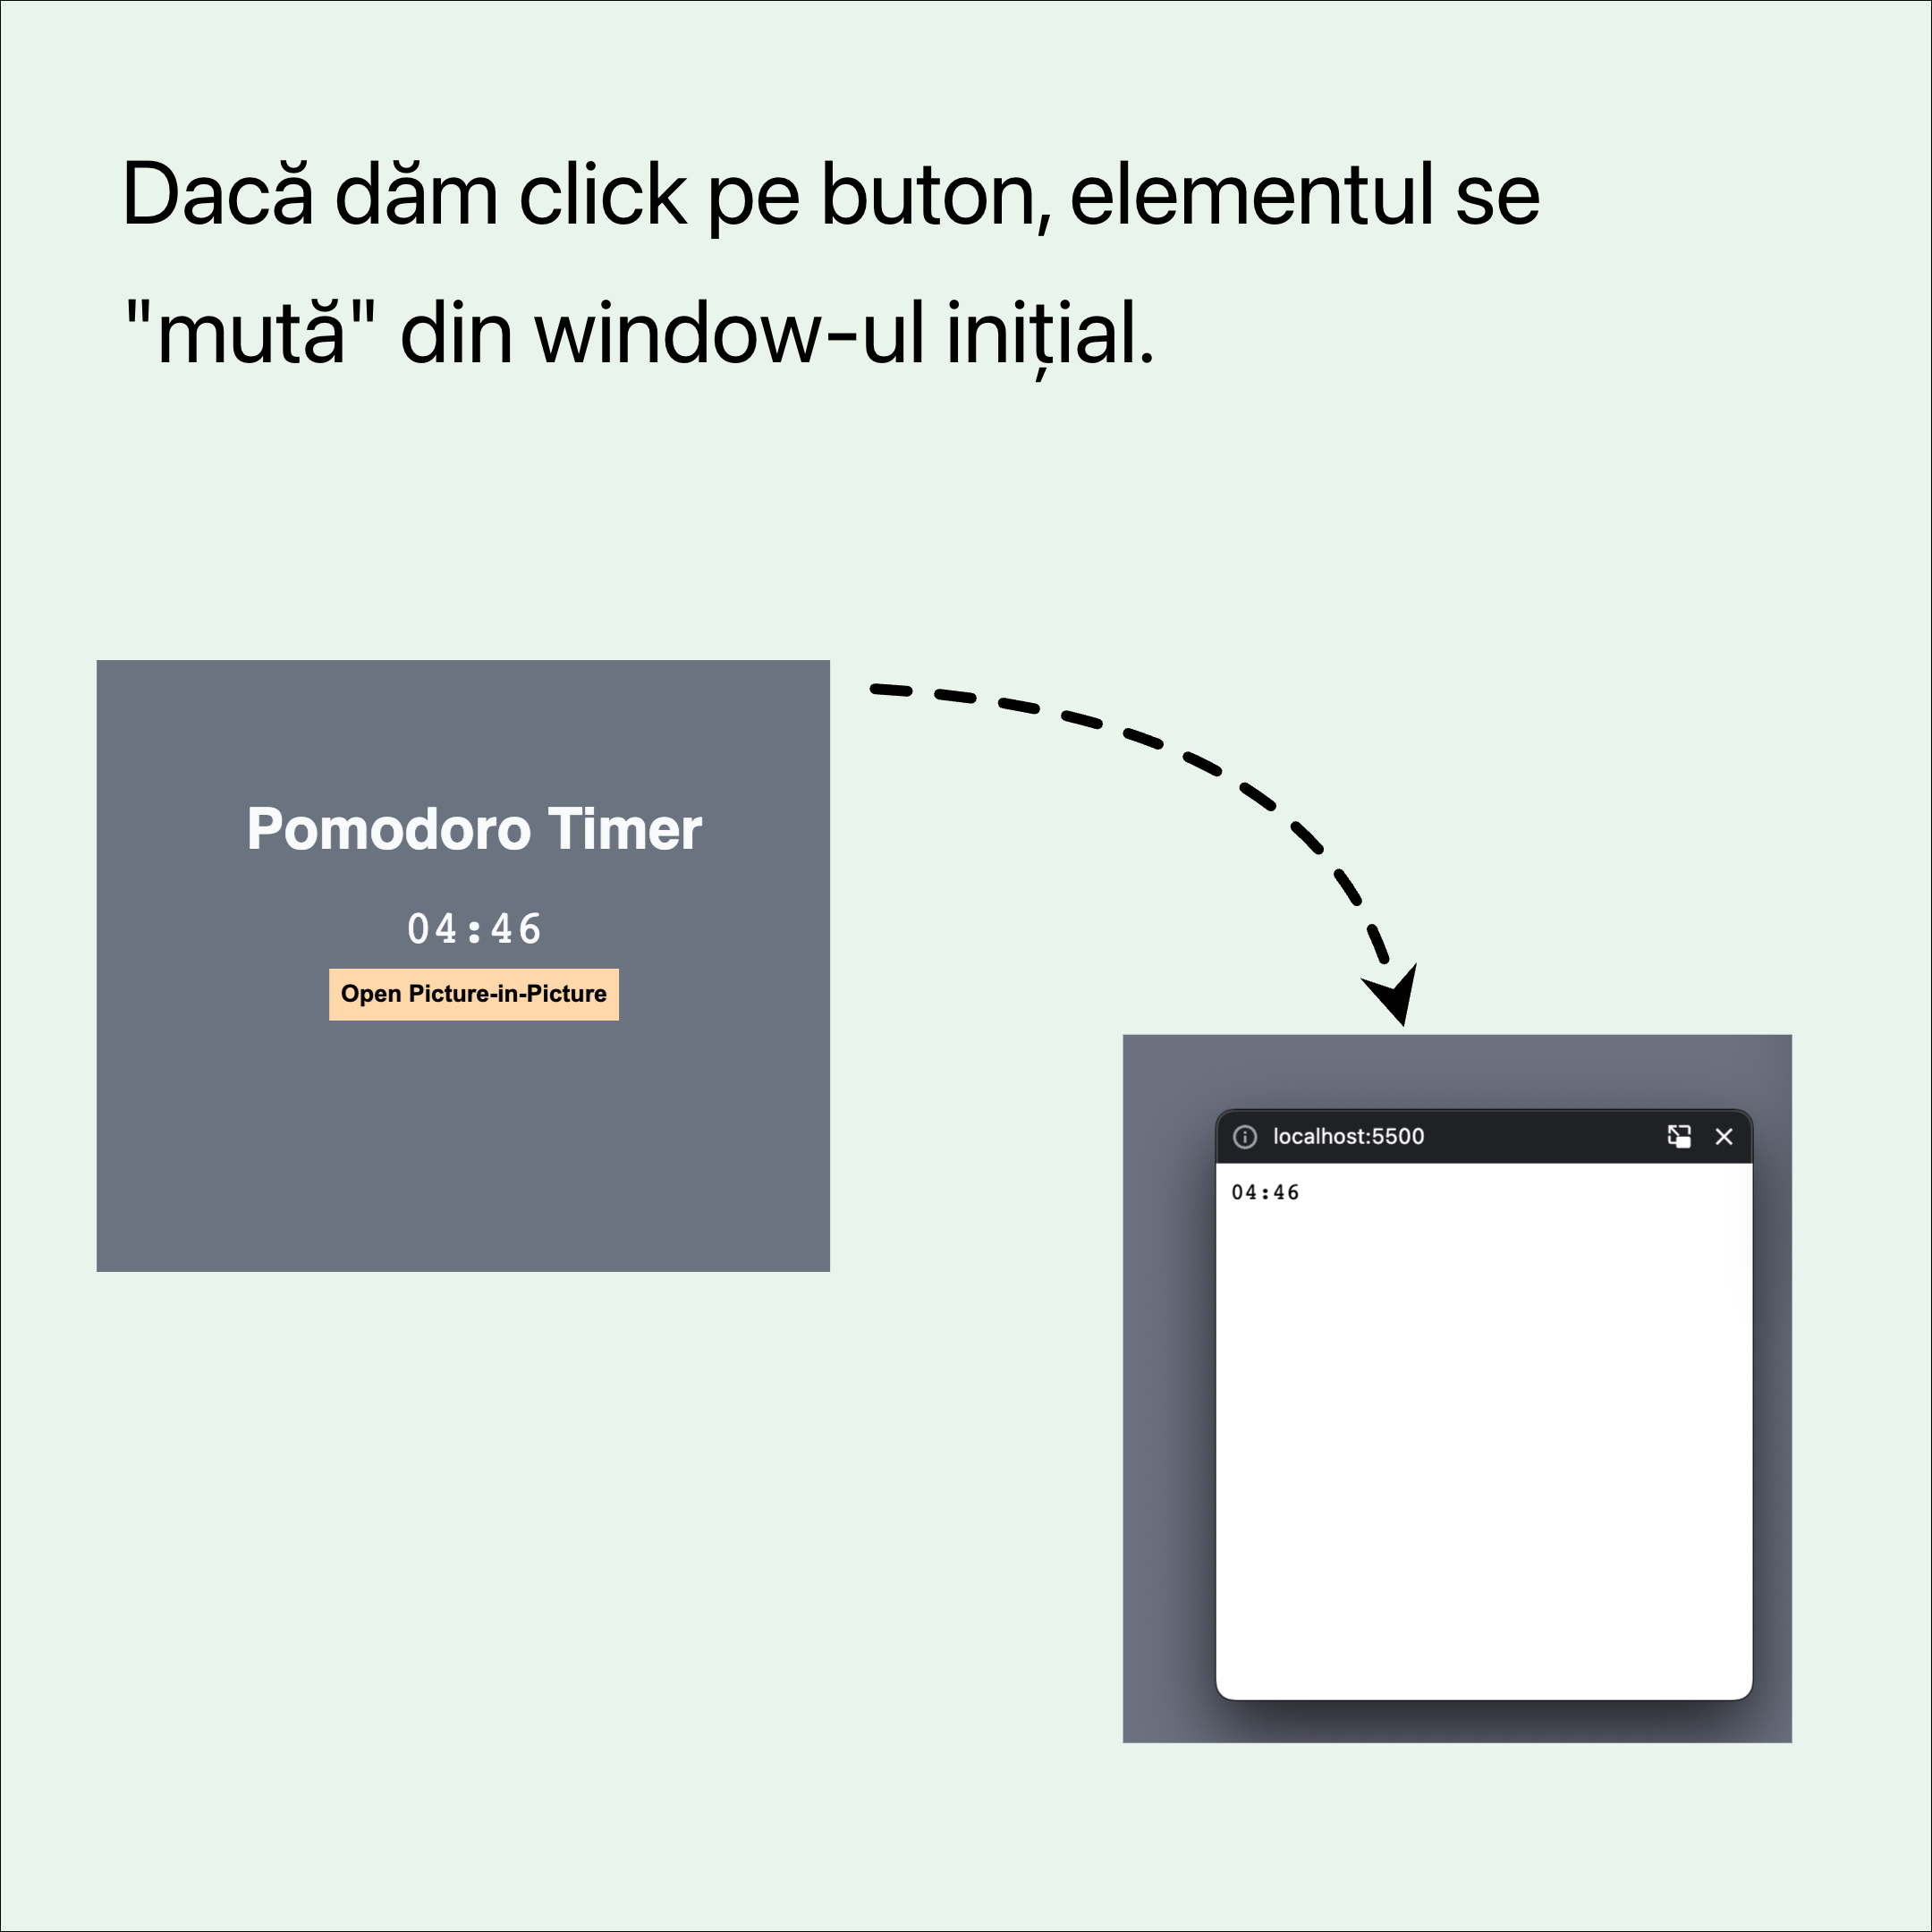 Dacă dăm click pe buton, elementul se
"mută" din window-ul inițial.
Pomodoro Timer
04:46
Open Picture-in-Picture
localhost:5500
04:46